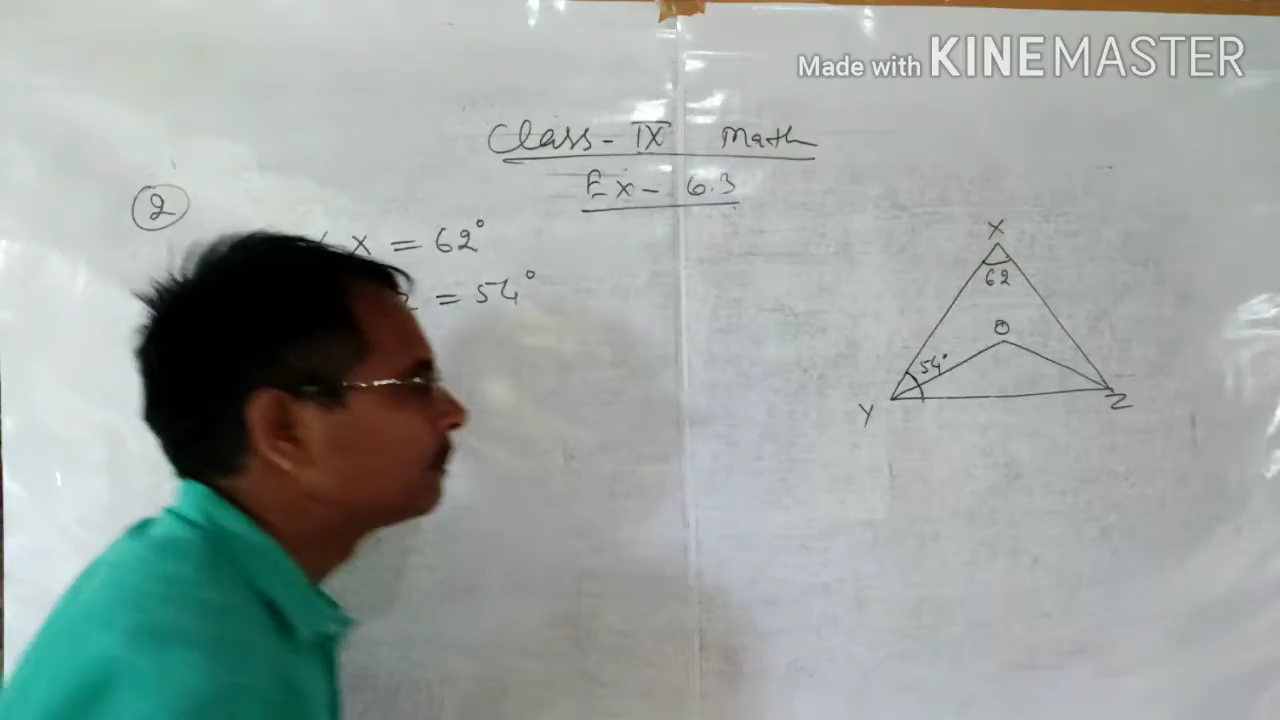 Made with KINEMASTER
Class - IX Math
Ex - 6.3
2
X = 62°
Z = 54°
X
62
O
54°
Y
Z